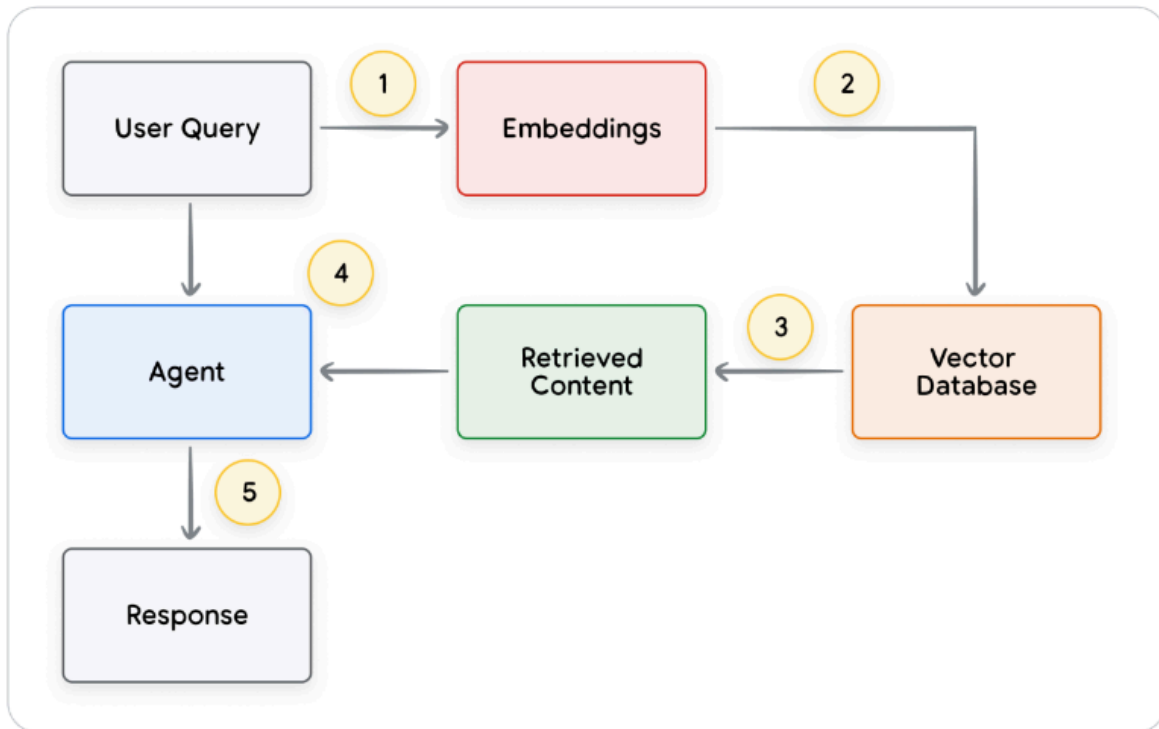 1
2
User Query
Embeddings
4
3
Agent
Retrieved
Content
Vector
Database
5
Response